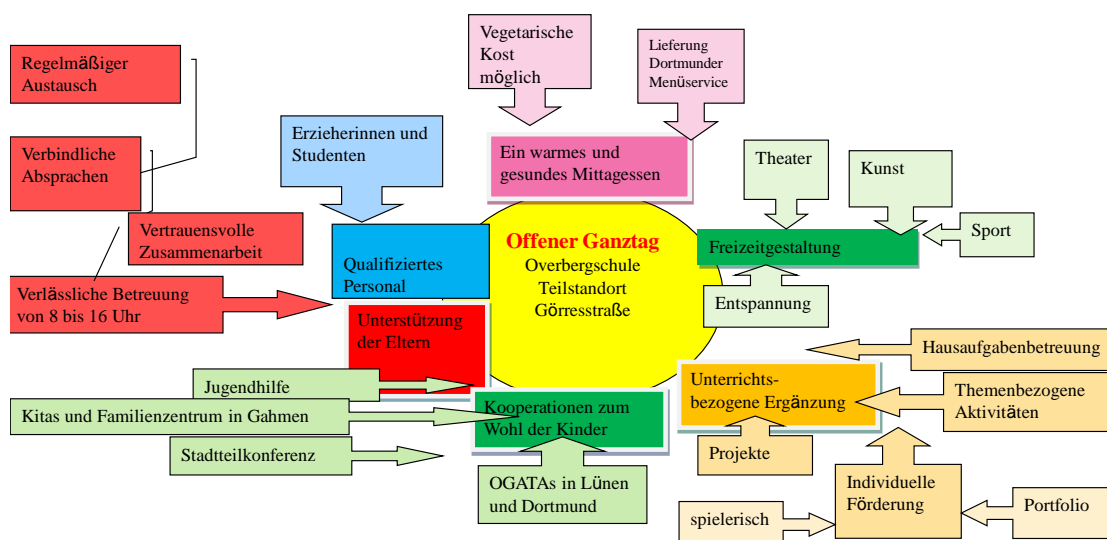 Vegetarische
Kost
möglich
Lieferung
Dortmunder
Menüservice
Regelmäßiger
Austausch
Erzieherinnen und
Studenten
Ein warmes und
gesundes Mittagessen
Theater
Kunst
Verbindliche
Absprachen
Vertrauensvolle
Zusammenarbeit
Qualifiziertes
Personal
Offener Ganztag
Overbergschule
Teilstandort
Görresstraße
Freizeitgestaltung
Sport
Entspannung
Verlässliche Betreuung
von 8 bis 16 Uhr
Unterstützung
der Eltern
Hausaufgabenbetreuung
Jugendhilfe
Unterrichts-
bezogene Ergänzung
Themenbezogene
Aktivitäten
Kitas und Familienzentrum in Gahmen
Kooperationen zum
Wohl der Kinder
Stadtteilkonferenz
Projekte
OGATAs in Lünen
und Dortmund
Individuelle
Förderung
spielerisch
Portfolio